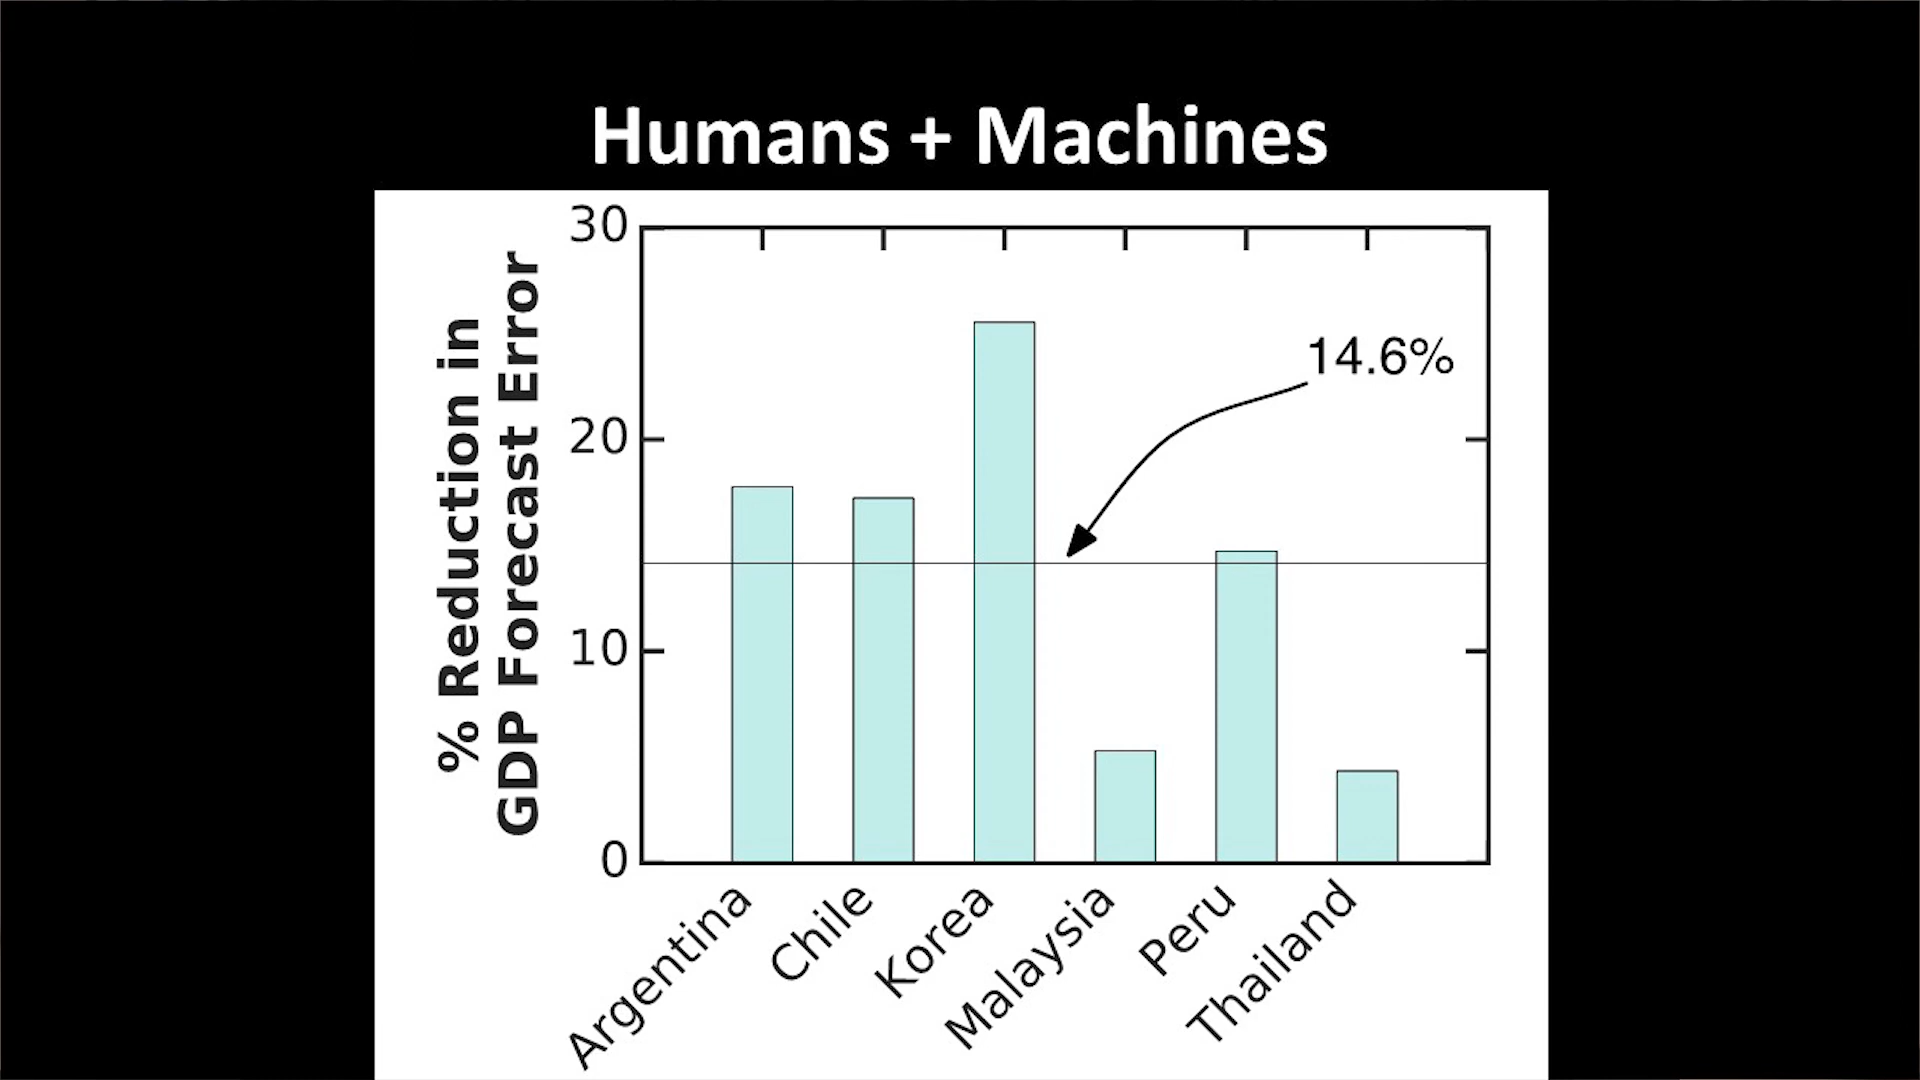 Humans + Machines
% Reduction in
GDP Forecast Error
30
20
10
0
14.6%
Argentina
Chile
Korea
Malaysia
Peru
Thailand